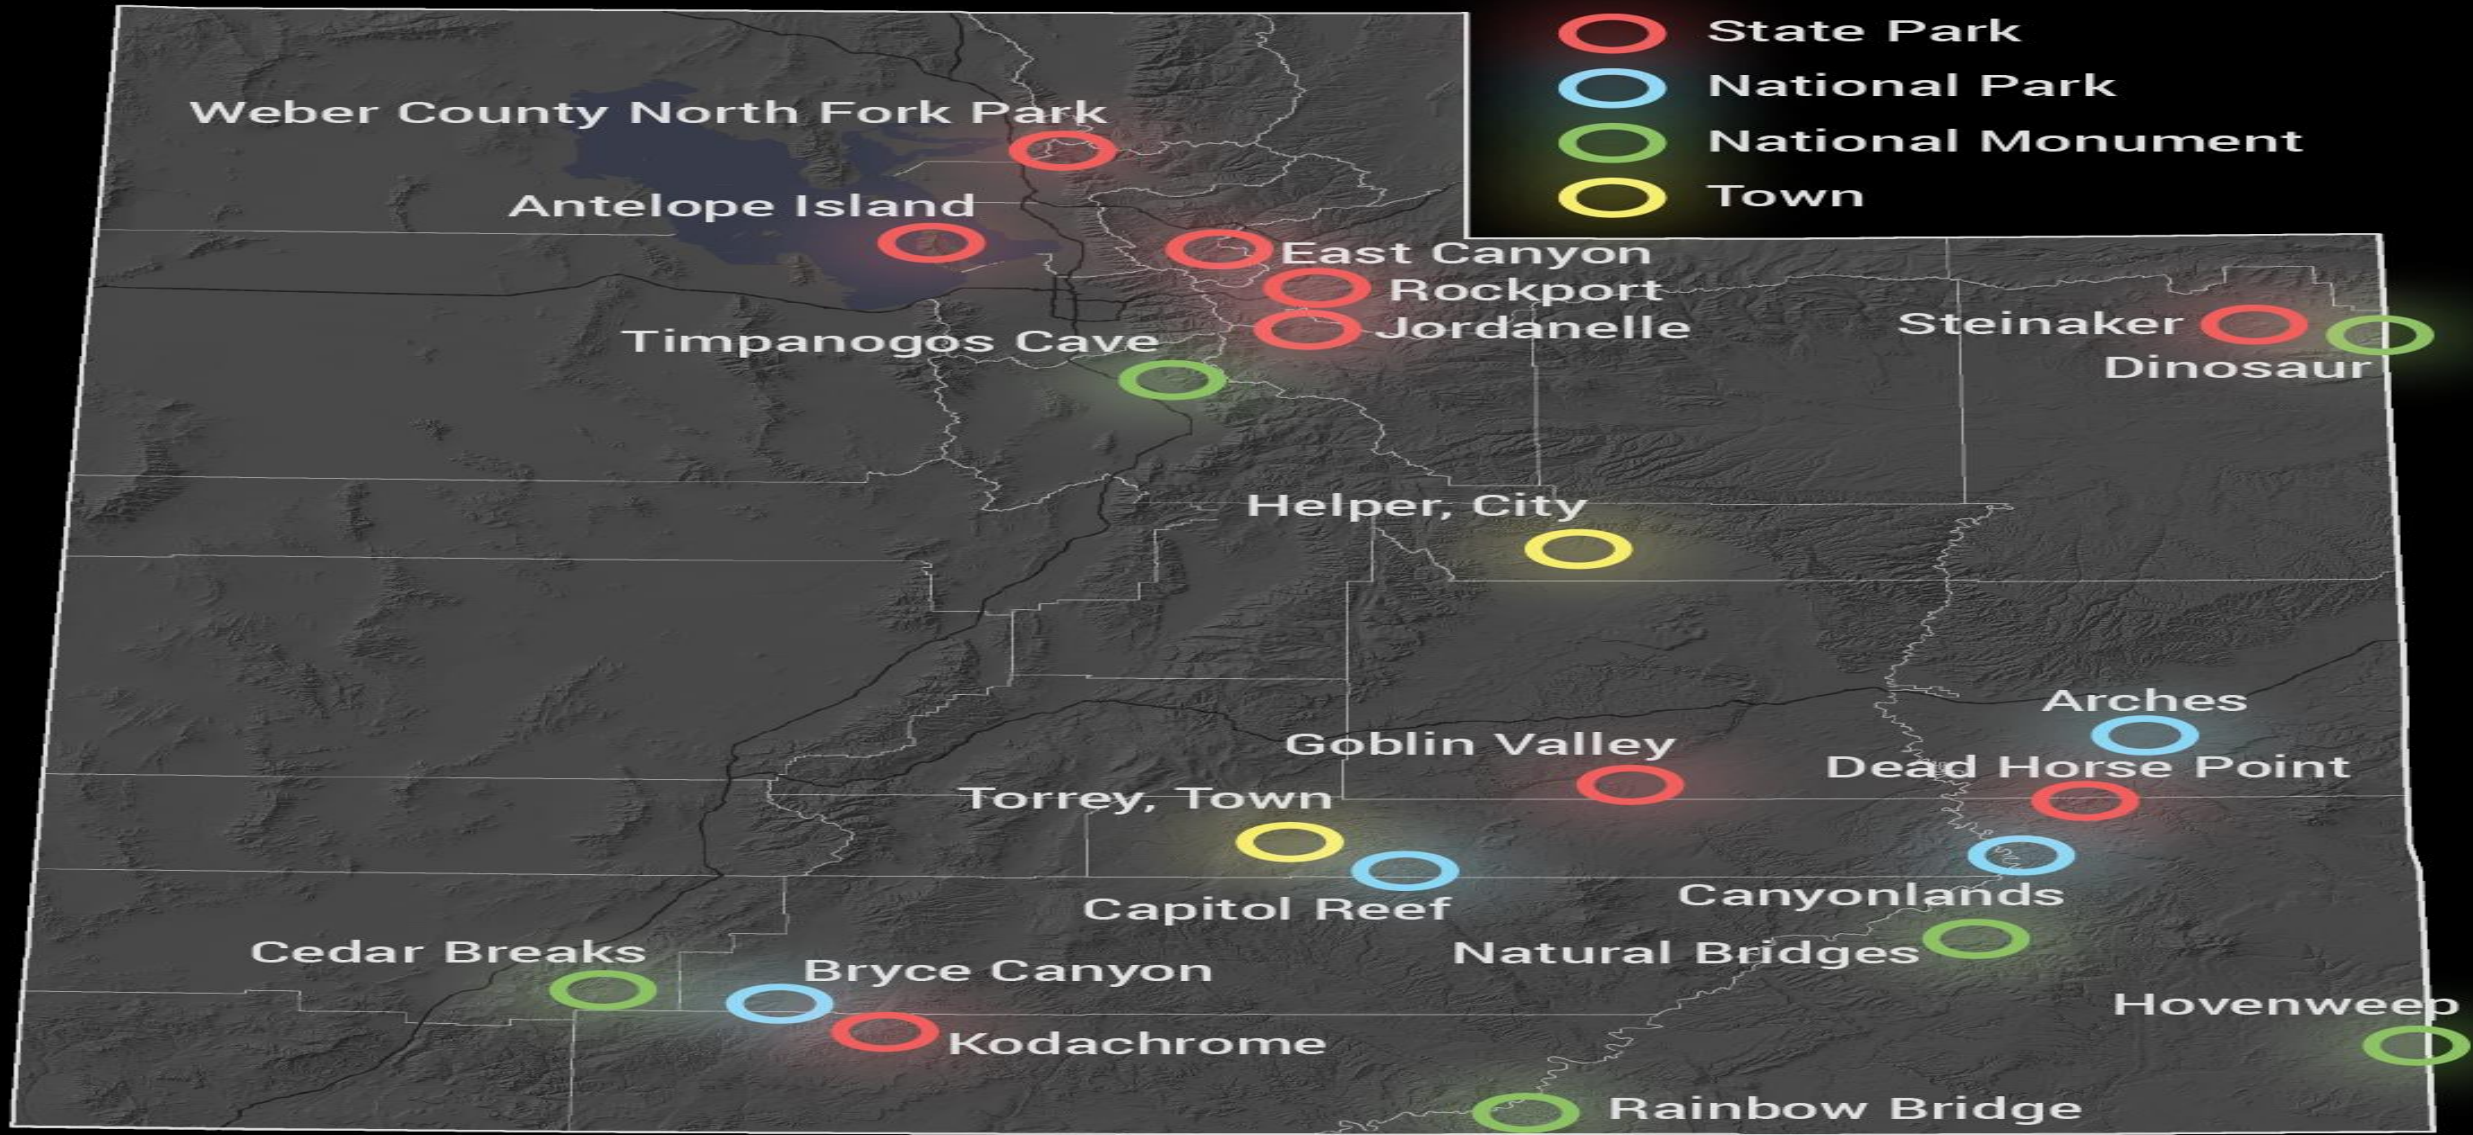 State Park
National Park
National Monument
Town
Weber County North Fork Park
Antelope Island
East Canyon
Rockport
Jordanelle
Timpanogos Cave
Steinaker
Dinosaur
Helper, City
Arches
Goblin Valley
Dead Horse Point
Torrey, Town
Canyonlands
Capitol Reef
Natural Bridges
Cedar Breaks
Bryce Canyon
Hovenweep
Kodachrome
Rainbow Bridge